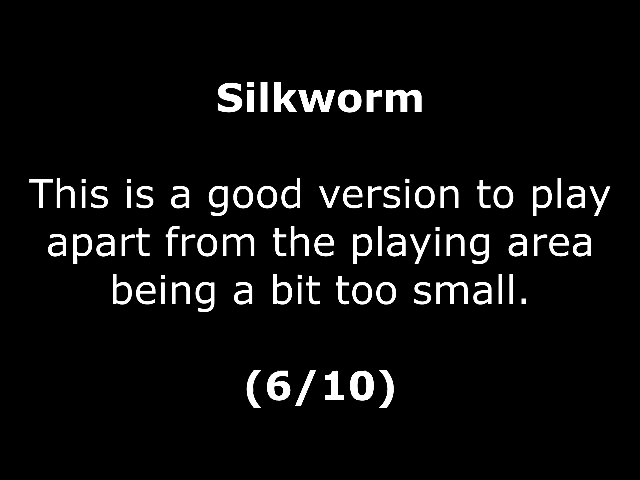 Silkworm
This is a good version to play
apart from the playing area
being a bit too small.
(6/10)